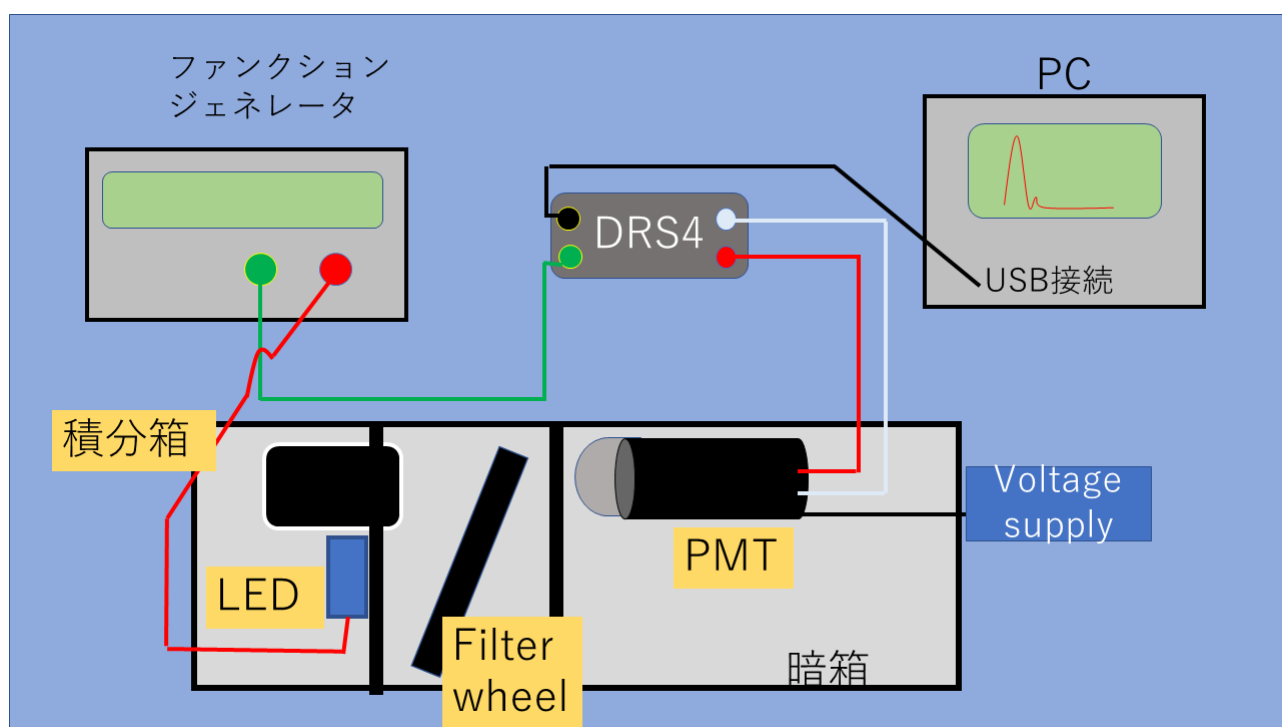 ファンクション
ジェネレータ
PC
DRS4
USB接続
積分箱
Voltage
supply
PMT
LED
Filter
wheel
暗箱